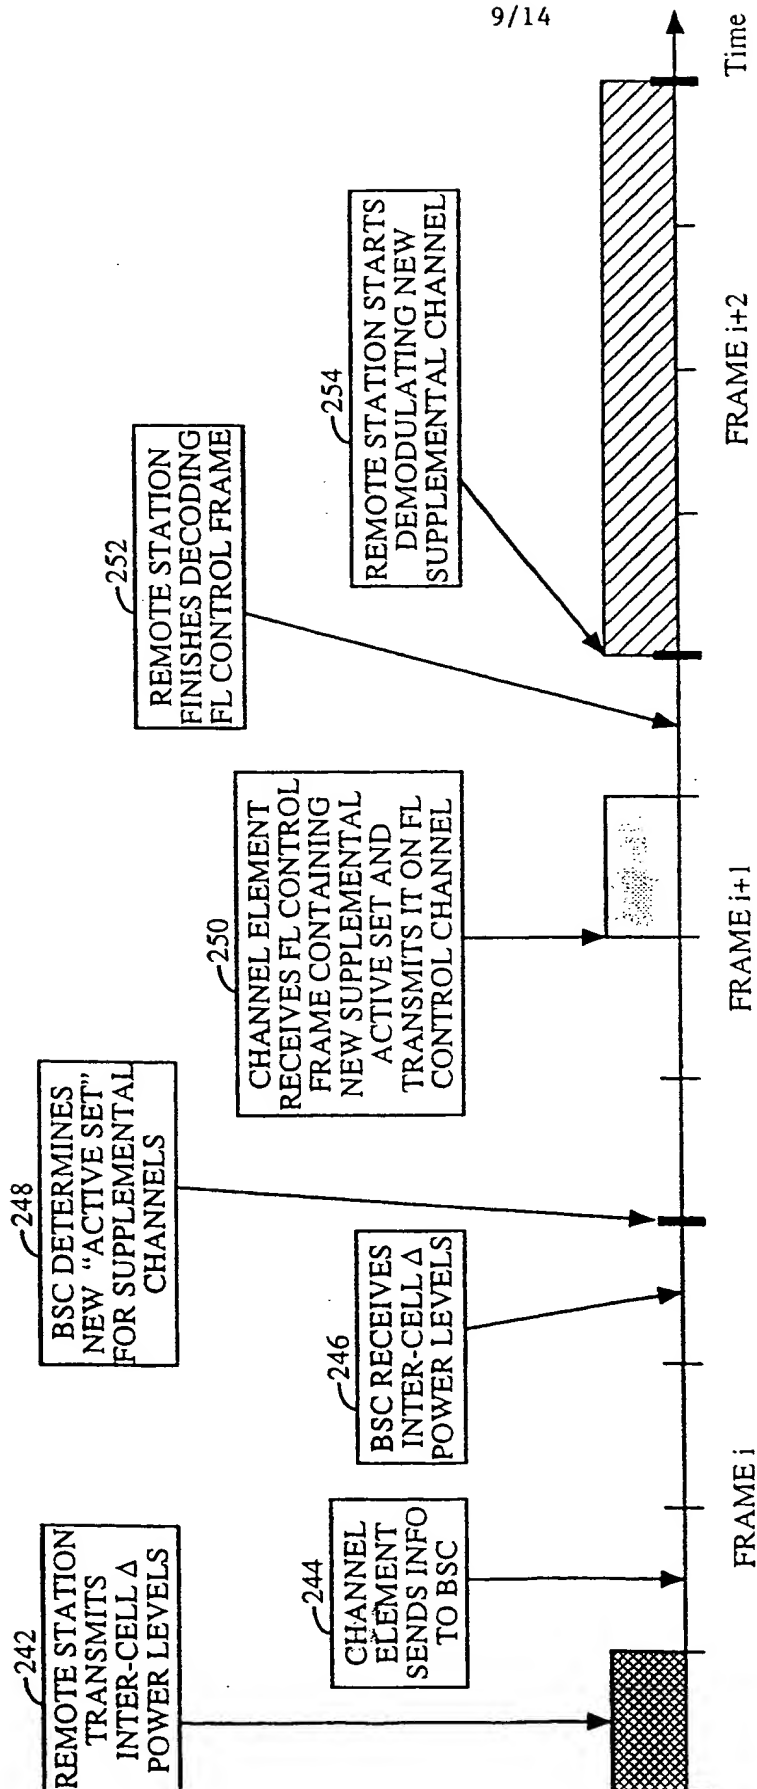 9/14
242
REMOTE STATION
TRANSMITS
INTER-CELL Δ
POWER LEVELS
244
CHANNEL
ELEMENT
SENDS INFO
TO BSC
246
BSC RECEIVES
INTER-CELL Δ
POWER LEVELS
248
BSC DETERMINES
NEW “ACTIVE SET”
FOR SUPPLEMENTAL
CHANNELS
250
CHANNEL ELEMENT
RECEIVES FL CONTROL
FRAME CONTAINING
NEW SUPPLEMENTAL
ACTIVE SET AND
TRANSMITS IT ON FL
CONTROL CHANNEL
252
REMOTE STATION
FINISHES DECODING
FL CONTROL FRAME
254
REMOTE STATION STARTS
DEMODULATING NEW
SUPPLEMENTAL CHANNEL
FRAME i
FRAME i+1
FRAME i+2
Time